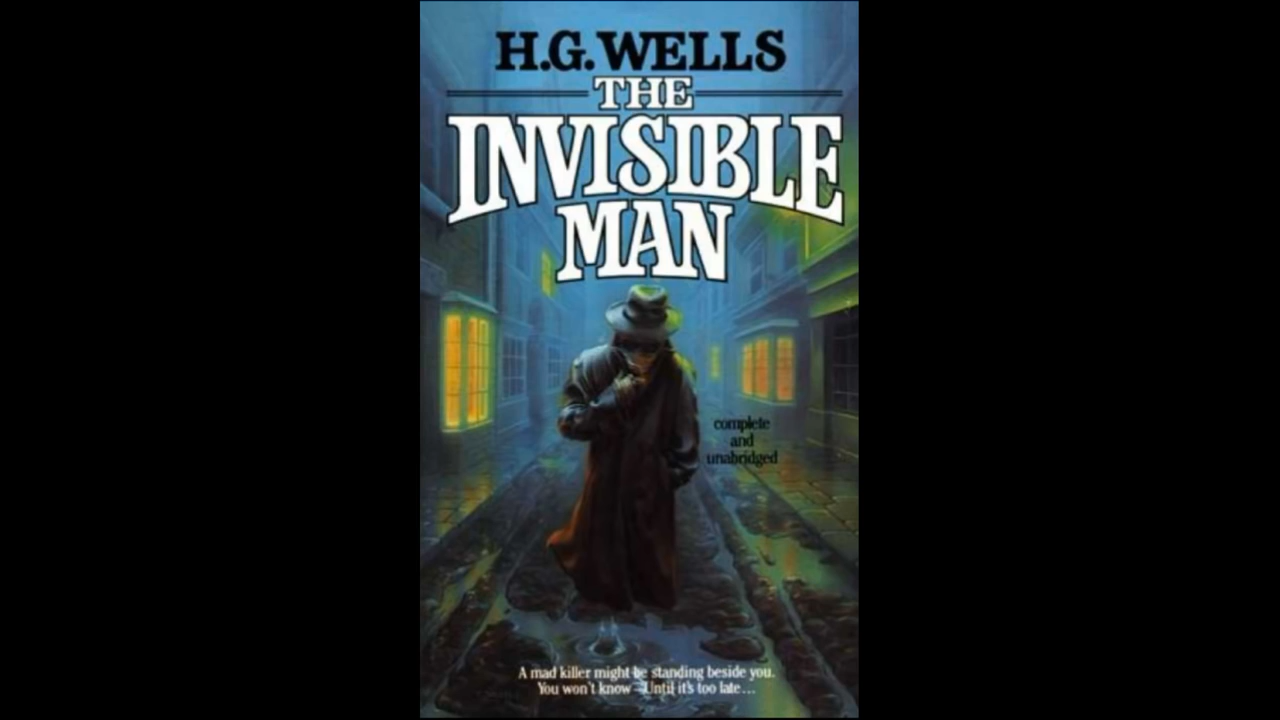 H.G. WELLS
THE
INVISIBLE
MAN
complete
and
unabridged
A mad killer might be standing beside you.
You won't know—Until it's too late...